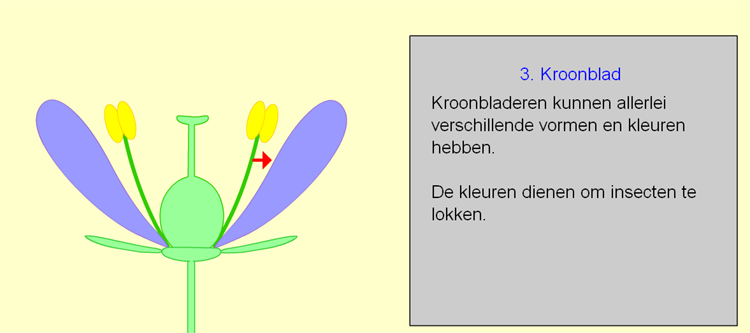 3. Kroonblad
Kroonbladeren kunnen allerlei
verschillende vormen en kleuren
hebben.
De kleuren dienen om insecten te
lokken.